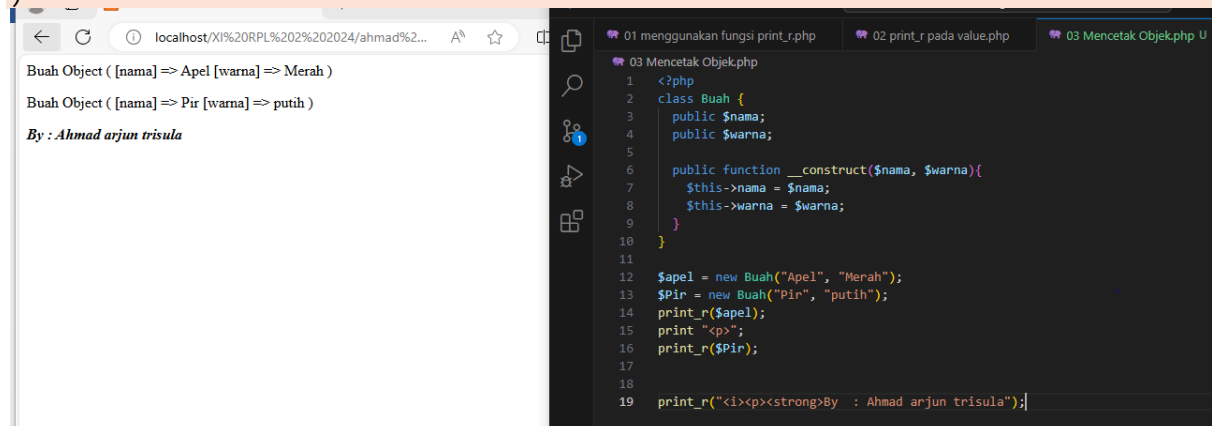 localhost/XI%20RPL%202%202024/ahmad%2...
Buah Object ( [nama] => Apel [warna] => Merah )
Buah Object ( [nama] => Pir [warna] => putih )
By : Ahmad arjun trisula
01 menggunakan fungsi print_r.php
02 print_r pada value.php
03 Mencetak Objek.php U
03 Mencetak Objek.php
1 <?php
2 class Buah {
3 public $nama;
4 public $warna;
5
6 public function __construct($nama, $warna){
7 $this->nama = $nama;
8 $this->warna = $warna;
9 }
10 }
11
12 $apel = new Buah("Apel", "Merah");
13 $Pir = new Buah("Pir", "putih");
14 print_r($apel);
15 print "<p>";
16 print_r($Pir);
17
18
19 print_r("<i><p><strong>By  : Ahmad arjun trisula");
1